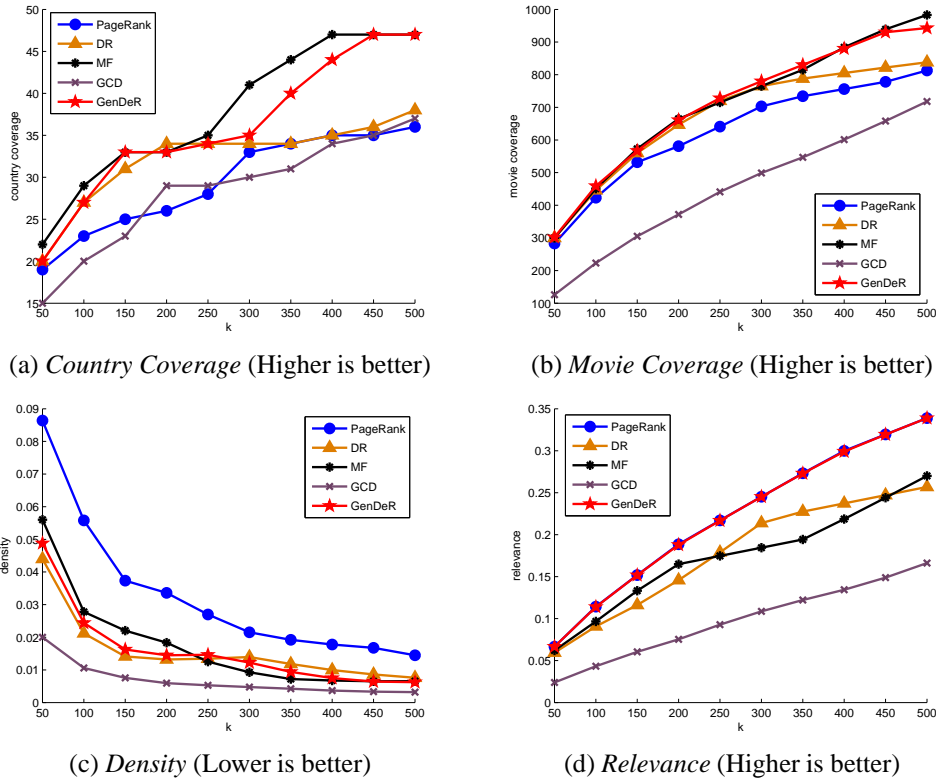 50
45
40
35
30
25
20
15
country coverage
50 100 150 200 250 300 350 400 450 500
k
PageRank
DR
MF
GCD
GenDeR
(a) Country Coverage (Higher is better)
1000
900
800
700
600
500
400
300
200
100
movie coverage
50 100 150 200 250 300 350 400 450 500
k
PageRank
DR
MF
GCD
GenDeR
(b) Movie Coverage (Higher is better)
0.09
0.08
0.07
0.06
0.05
0.04
0.03
0.02
0.01
0
density
50 100 150 200 250 300 350 400 450 500
k
PageRank
DR
MF
GCD
GenDeR
(c) Density (Lower is better)
0.35
0.3
0.25
0.2
0.15
0.1
0.05
0
relevance
50 100 150 200 250 300 350 400 450 500
k
PageRank
DR
MF
GCD
GenDeR
(d) Relevance (Higher is better)